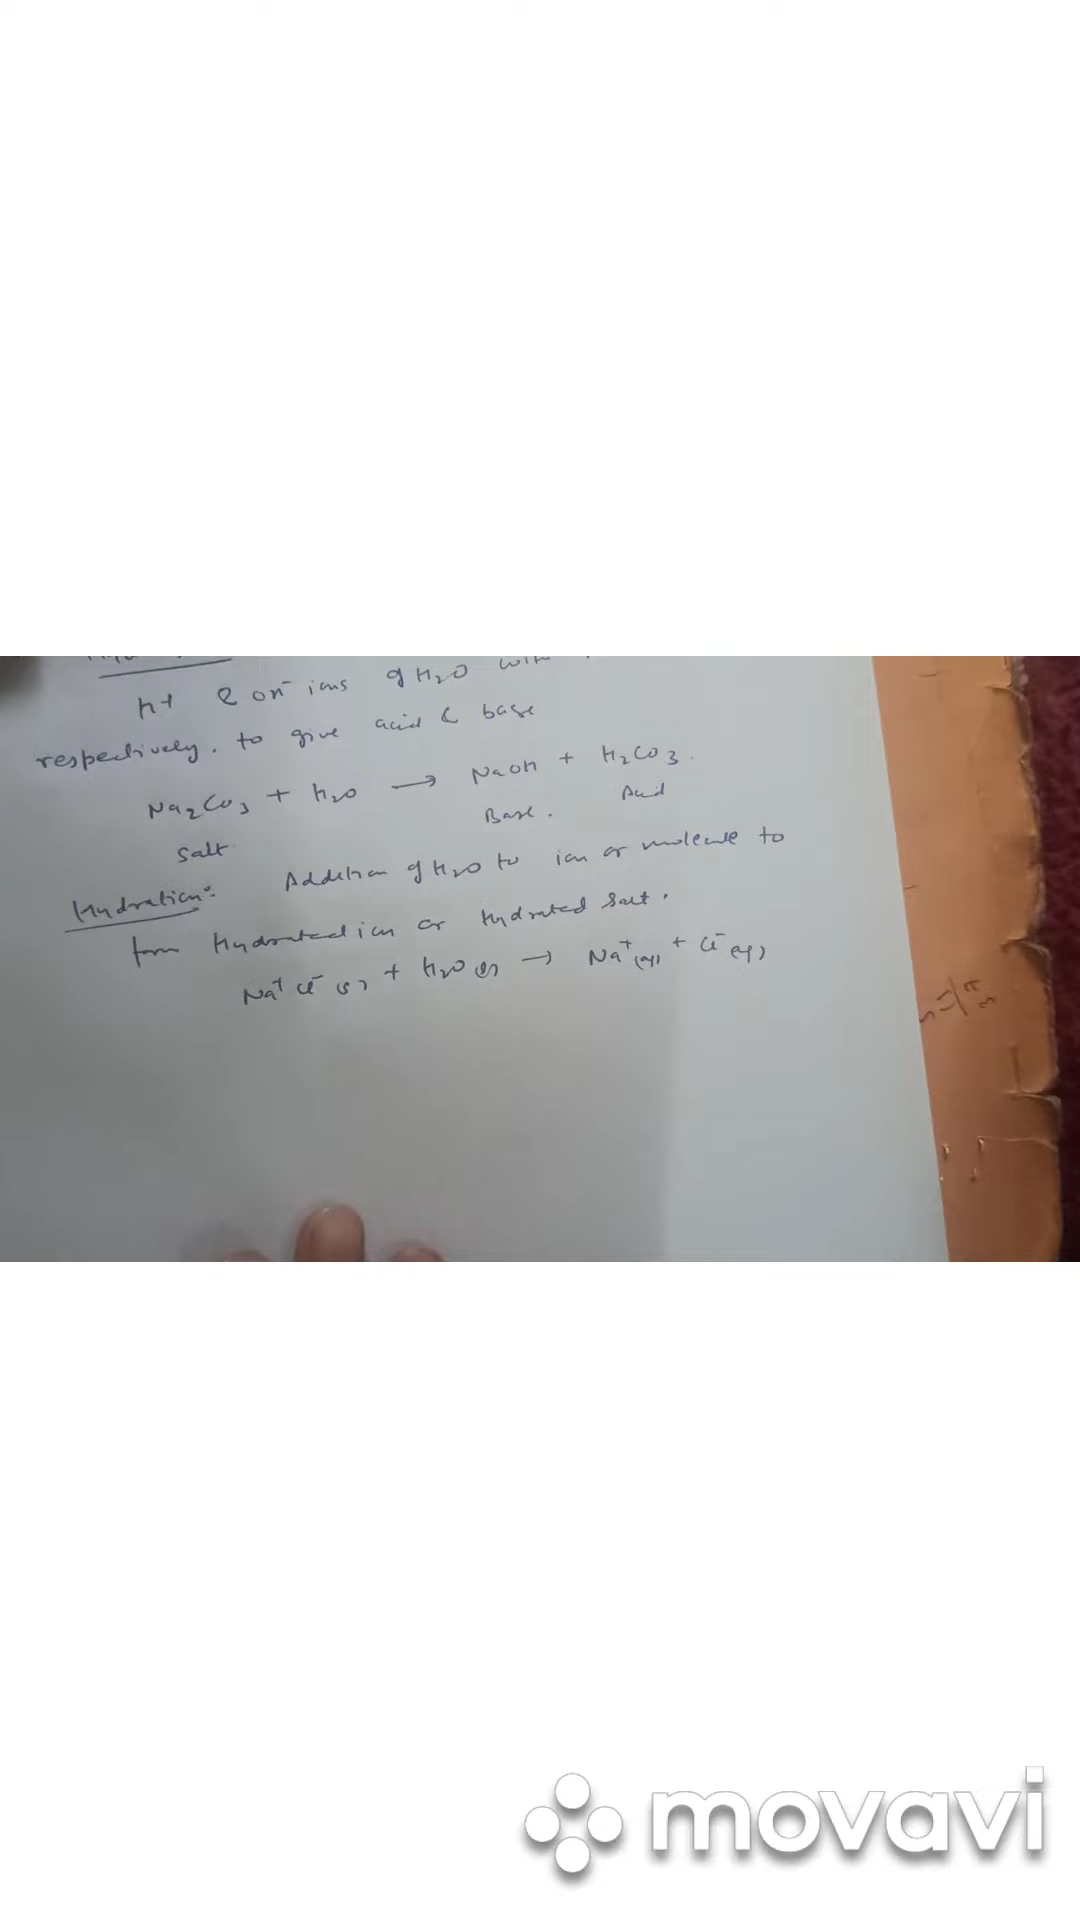 h+ & OH- ions of H2O with
respectively. to give acid & base
Na2CO3 + H2O → NaOH + H2CO3.
Salt Base. Acid
Hydration:- Addition of H2O to ion or molecule to
form Hydrated ion or Hydrated salt.
Na+ Cl- (s) + H2O (l) → Na+ (aq) + Cl- (aq)
movavi